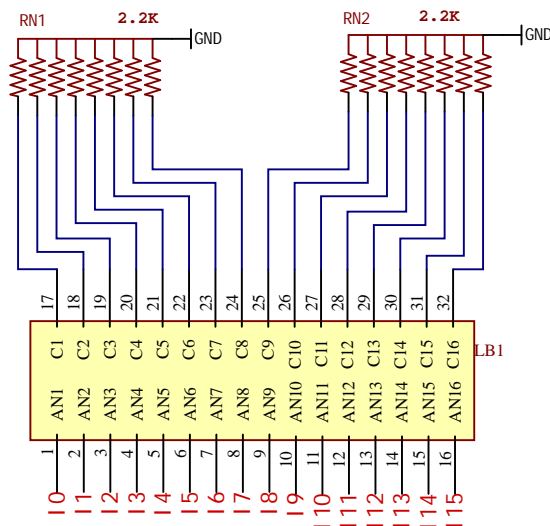 RN1 2.2K GND RN2 2.2K GND
17 18 19 20 21 22 23 24 25 26 27 28 29 30 31 32
C1 C2 C3 C4 C5 C6 C7 C8 C9 C10 C11 C12 C13 C14 C15 C16
LB1
AN1 AN2 AN3 AN4 AN5 AN6 AN7 AN8 AN9 AN10 AN11 AN12 AN13 AN14 AN15 AN16
1 2 3 4 5 6 7 8 9 10 11 12 13 14 15 16
I0 I1 I2 I3 I4 I5 I6 I7 I8 I9 I10 I11 I12 I13 I14 I15